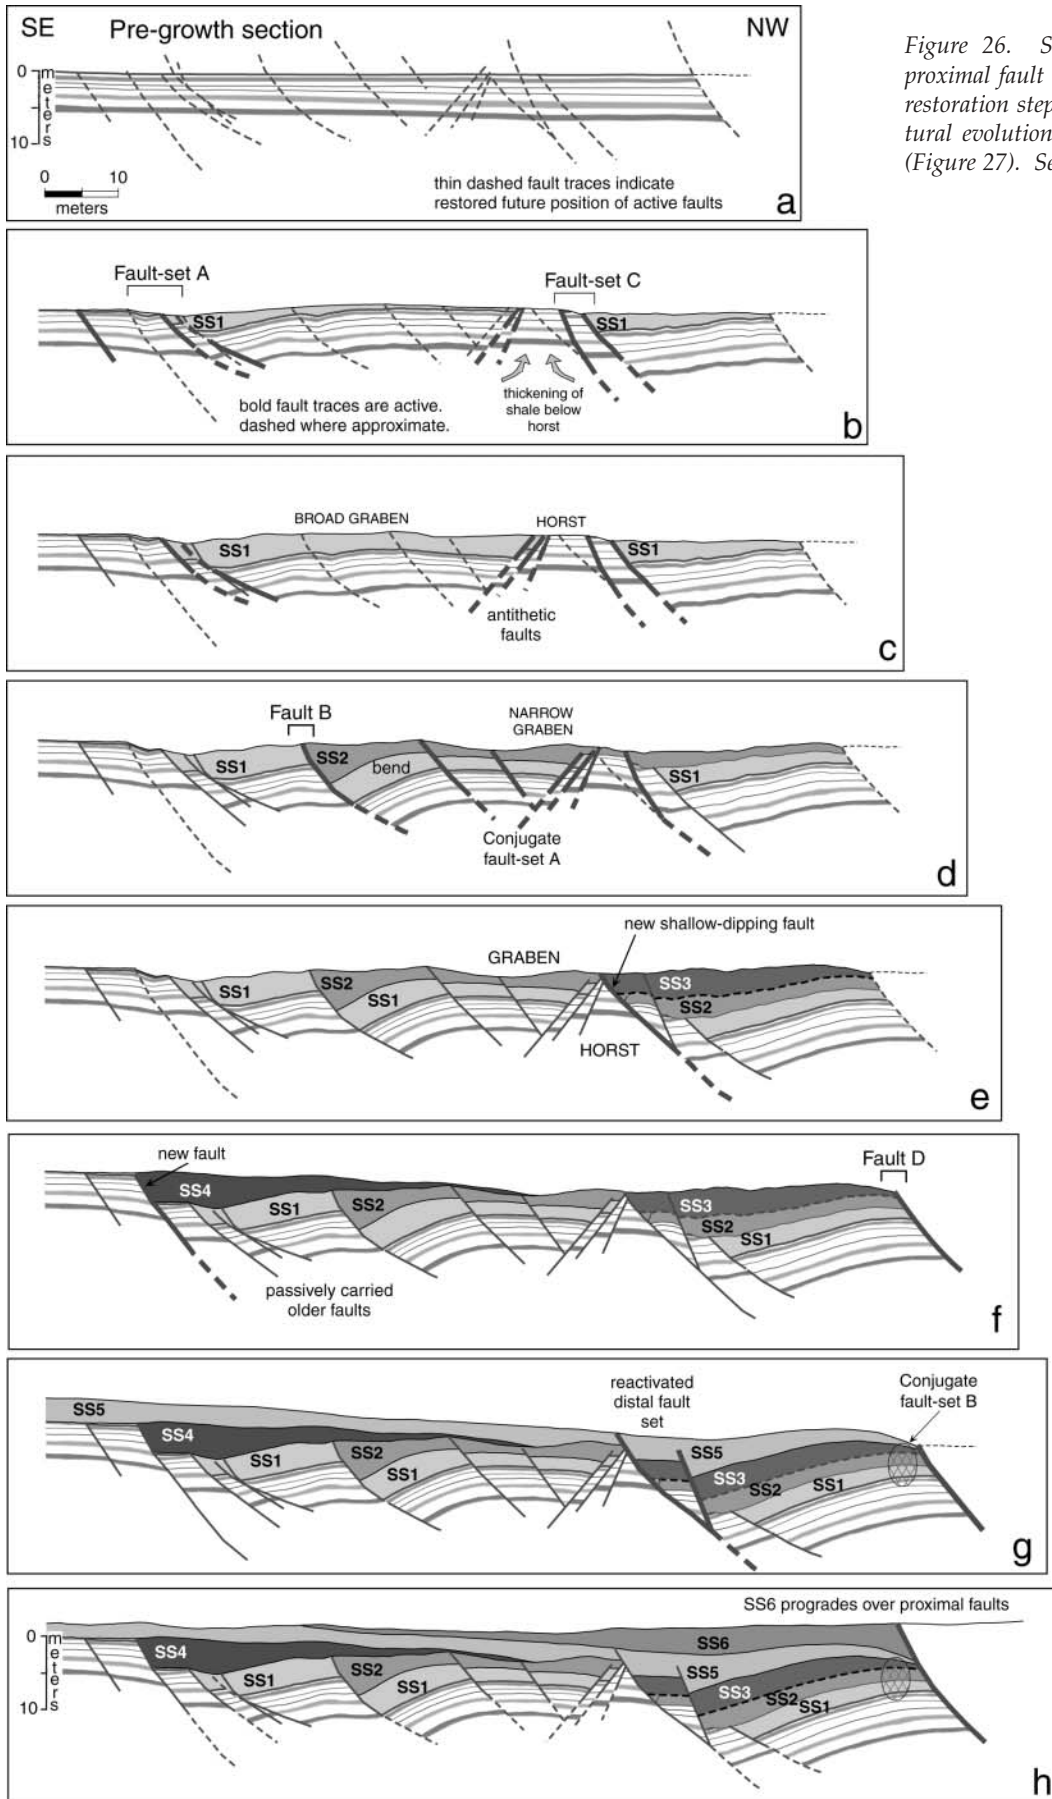 SE Pre-growth section NW
0
meters
10
0 10
meters
thin dashed fault traces indicate
restored future position of active faults
a
Figure 26. S
proximal fault
restoration step
tural evolution
(Figure 27). Se
Fault-set A
Fault-set C
SS1
SS1
bold fault traces are active.
dashed where approximate.
thickening of
shale below
horst
b
BROAD GRABEN
HORST
SS1
SS1
antithetic
faults
c
Fault B
NARROW
GRABEN
SS1
SS2
bend
SS1
Conjugate
fault-set A
d
new shallow-dipping fault
GRABEN
SS1
SS2
SS1
SS3
SS2
HORST
e
new fault
Fault D
SS4
SS1
SS2
SS3
SS2
SS1
passively carried
older faults
f
reactivated
distal fault
set
Conjugate
fault-set B
SS5
SS4
SS1
SS2
SS1
SS5
SS3
SS2
SS1
g
SS6 progrades over proximal faults
0
meters
10
SS4
SS1
SS2
SS1
SS6
SS5
SS3
SS2
SS1
h